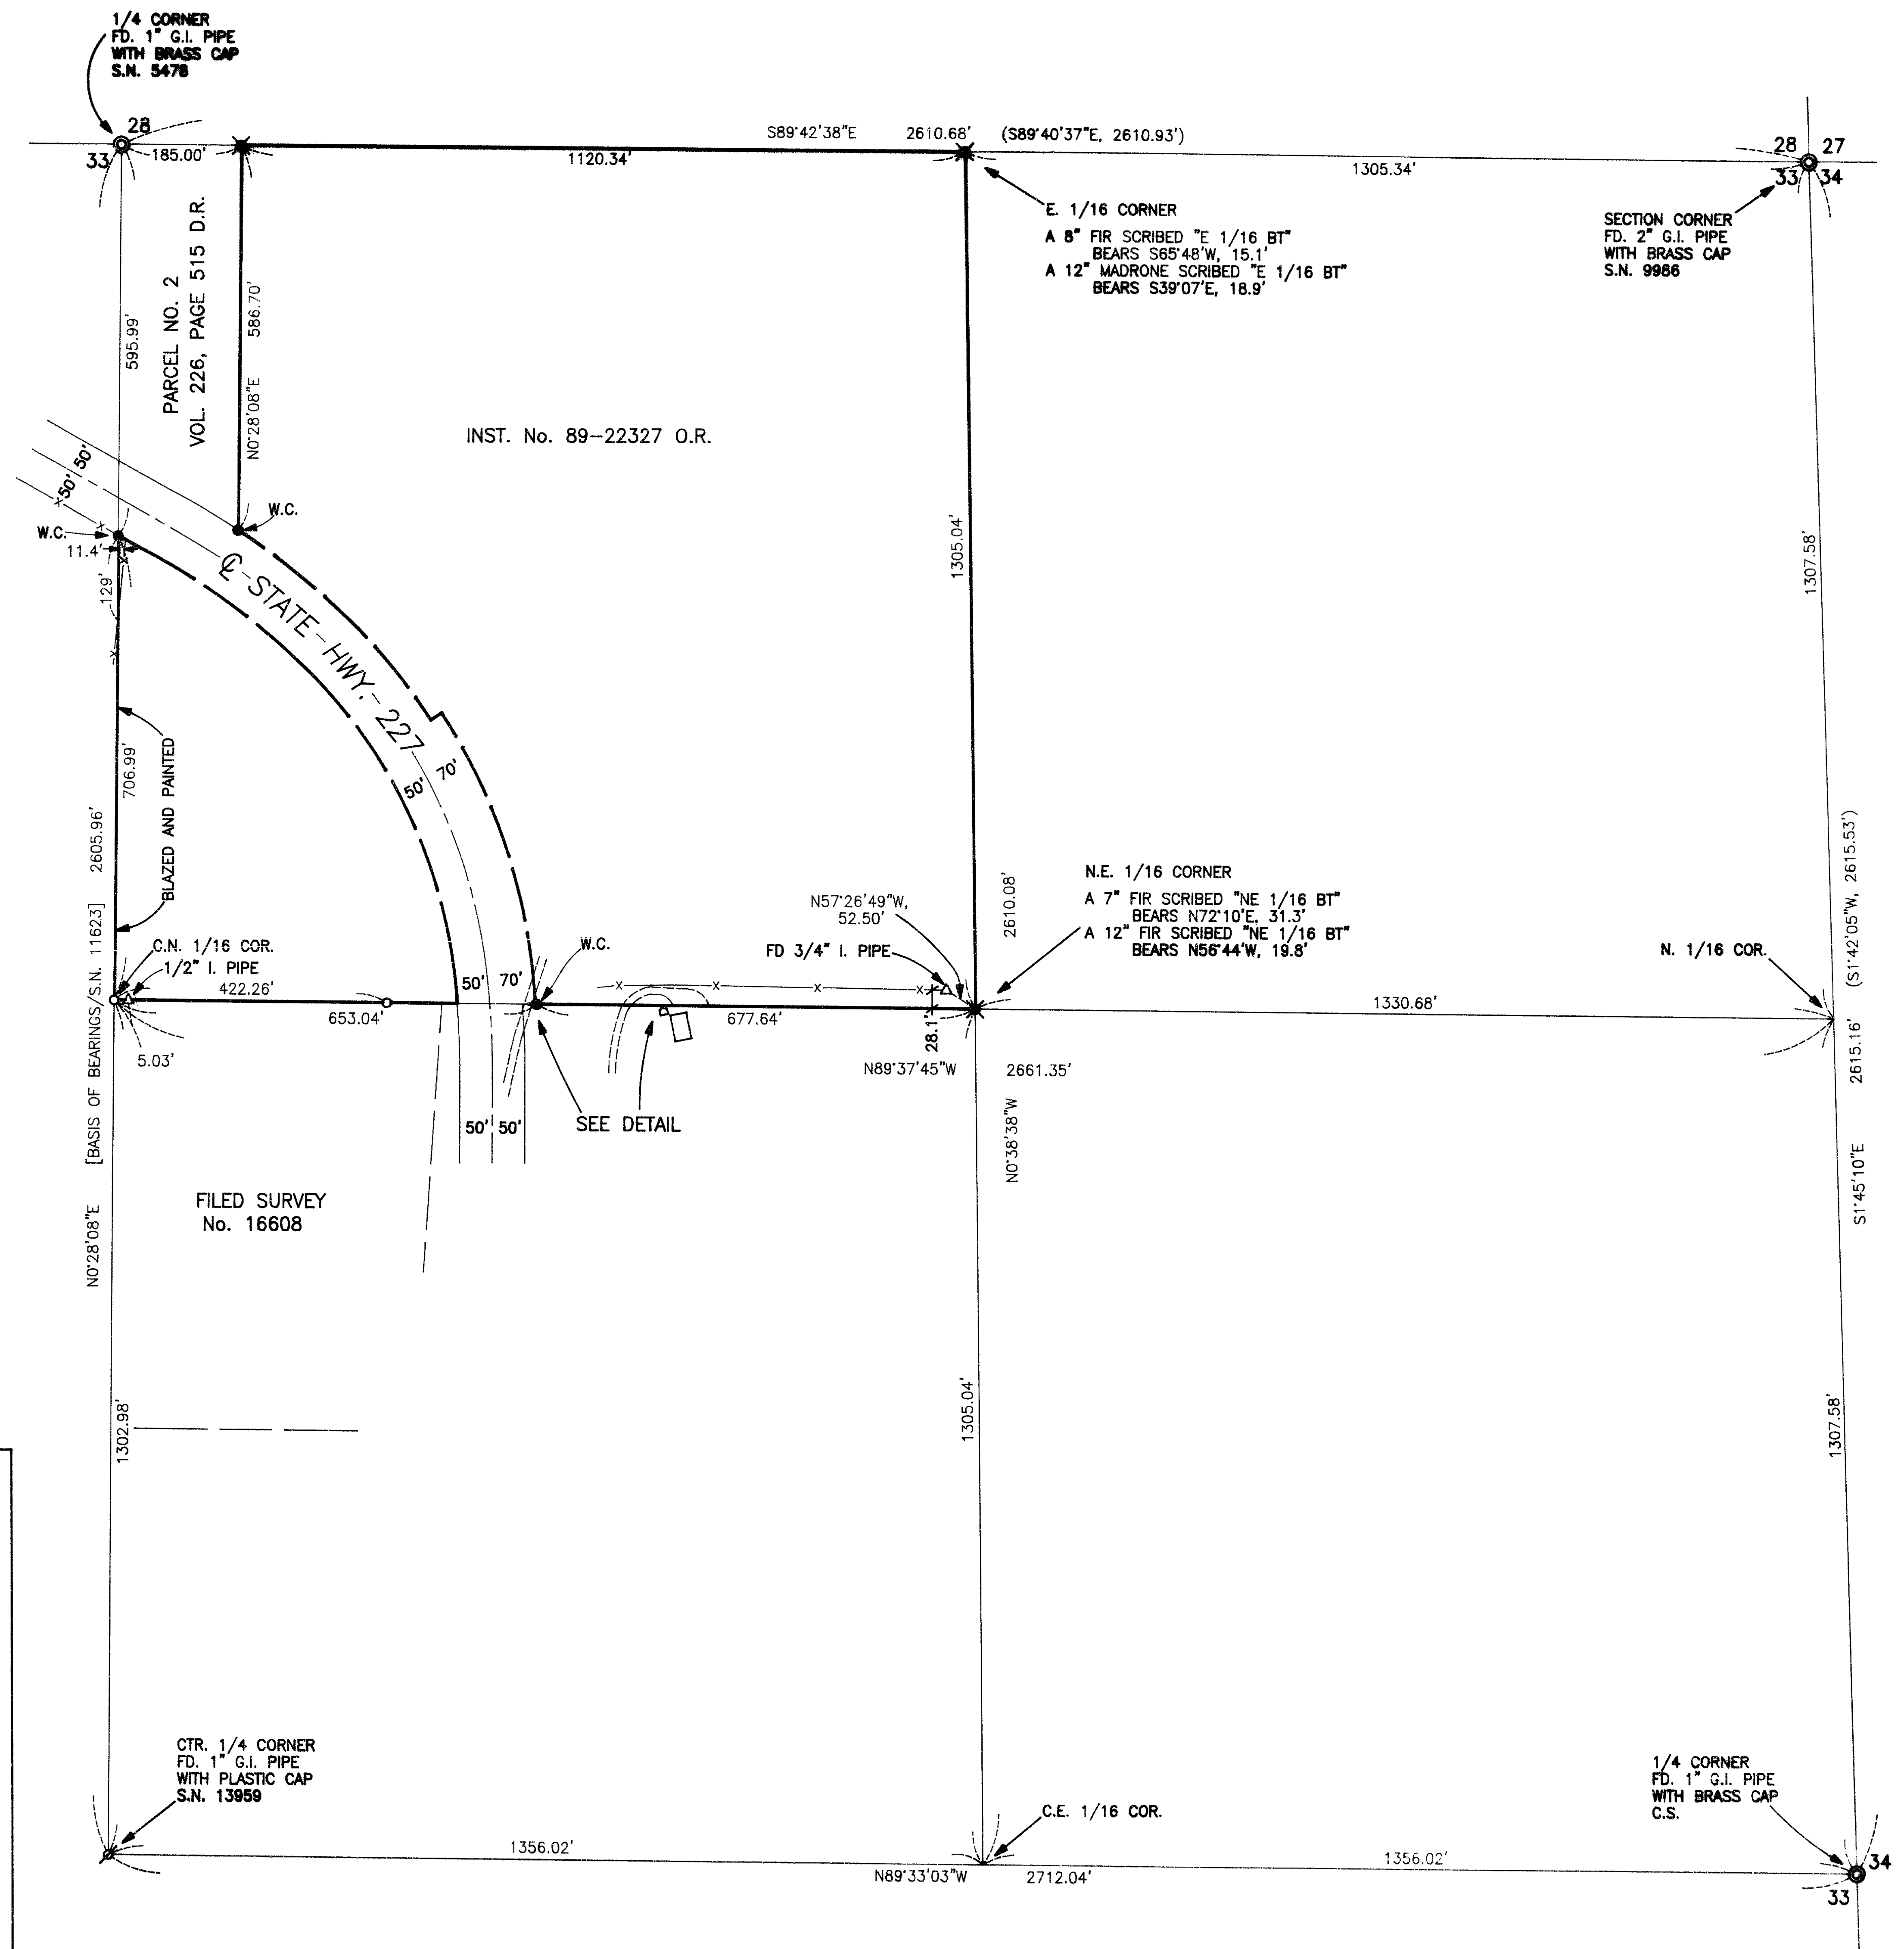 1/4 CORNER
FD. 1" G.I. PIPE
WITH BRASS CAP
S.N. 5478
28
33
185.00'
S89°42'38"E 2610.68' (S89°40'37"E, 2610.93')
1120.34'
1305.34'
28 27
33 34
SECTION CORNER
FD. 2" G.I. PIPE
WITH BRASS CAP
S.N. 9986
E. 1/16 CORNER
A 8" FIR SCRIBED "E 1/16 BT"
BEARS S65°48'W, 15.1'
A 12" MADRONE SCRIBED "E 1/16 BT"
BEARS S39°07'E, 18.9'
595.99'
PARCEL NO. 2
VOL. 226, PAGE 515 D.R.
N0°28'08"E 586.70'
INST. No. 89-22327 O.R.
50' 50'
W.C.
W.C.
11.4'
129'
℄ STATE HWY. 227
1305.04'
1307.58'
706.99'
BLAZED AND PAINTED
50' 70'
N0°28'08"E [BASIS OF BEARINGS/S.N. 11623] 2605.96'
C.N. 1/16 COR.
1/2" I. PIPE
422.26'
653.04'
5.03'
50' 70'
W.C.
N57°26'49"W,
52.50'
FD 3/4" I. PIPE
677.64'
28.1'
N.E. 1/16 CORNER
A 7" FIR SCRIBED "NE 1/16 BT"
BEARS N72°10'E, 31.3'
A 12" FIR SCRIBED "NE 1/16 BT"
BEARS N56°44'W, 19.8'
N0°38'38"W 2610.08'
N. 1/16 COR.
1330.68'
N89°37'45"W 2661.35'
S1°45'10"E 2615.16' (S1°42'05"W, 2615.53')
50' 50'
SEE DETAIL
FILED SURVEY
No. 16608
1302.98'
1305.04'
1307.58'
CTR. 1/4 CORNER
FD. 1" G.I. PIPE
WITH PLASTIC CAP
S.N. 13959
1356.02'
C.E. 1/16 COR.
N89°33'03"W 2712.04'
1356.02'
1/4 CORNER
FD. 1" G.I. PIPE
WITH BRASS CAP
C.S.
34
33